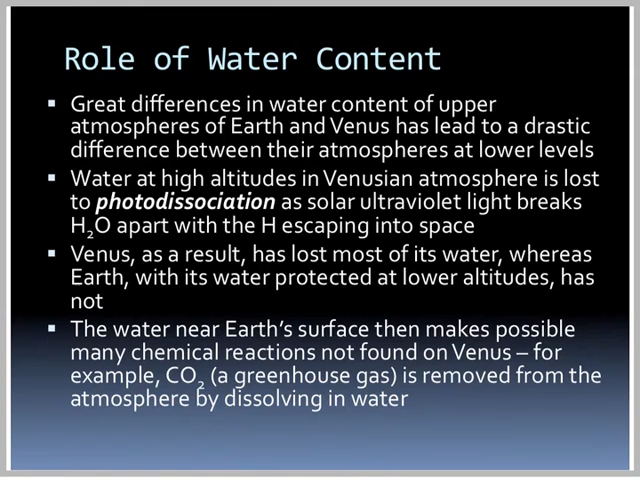 Role of Water Content
▪ Great differences in water content of upper
atmospheres of Earth and Venus has lead to a drastic
difference between their atmospheres at lower levels
▪ Water at high altitudes in Venusian atmosphere is lost
to photodissociation as solar ultraviolet light breaks
H₂O apart with the H escaping into space
▪ Venus, as a result, has lost most of its water, whereas
Earth, with its water protected at lower altitudes, has
not
▪ The water near Earth's surface then makes possible
many chemical reactions not found on Venus – for
example, CO₂ (a greenhouse gas) is removed from the
atmosphere by dissolving in water